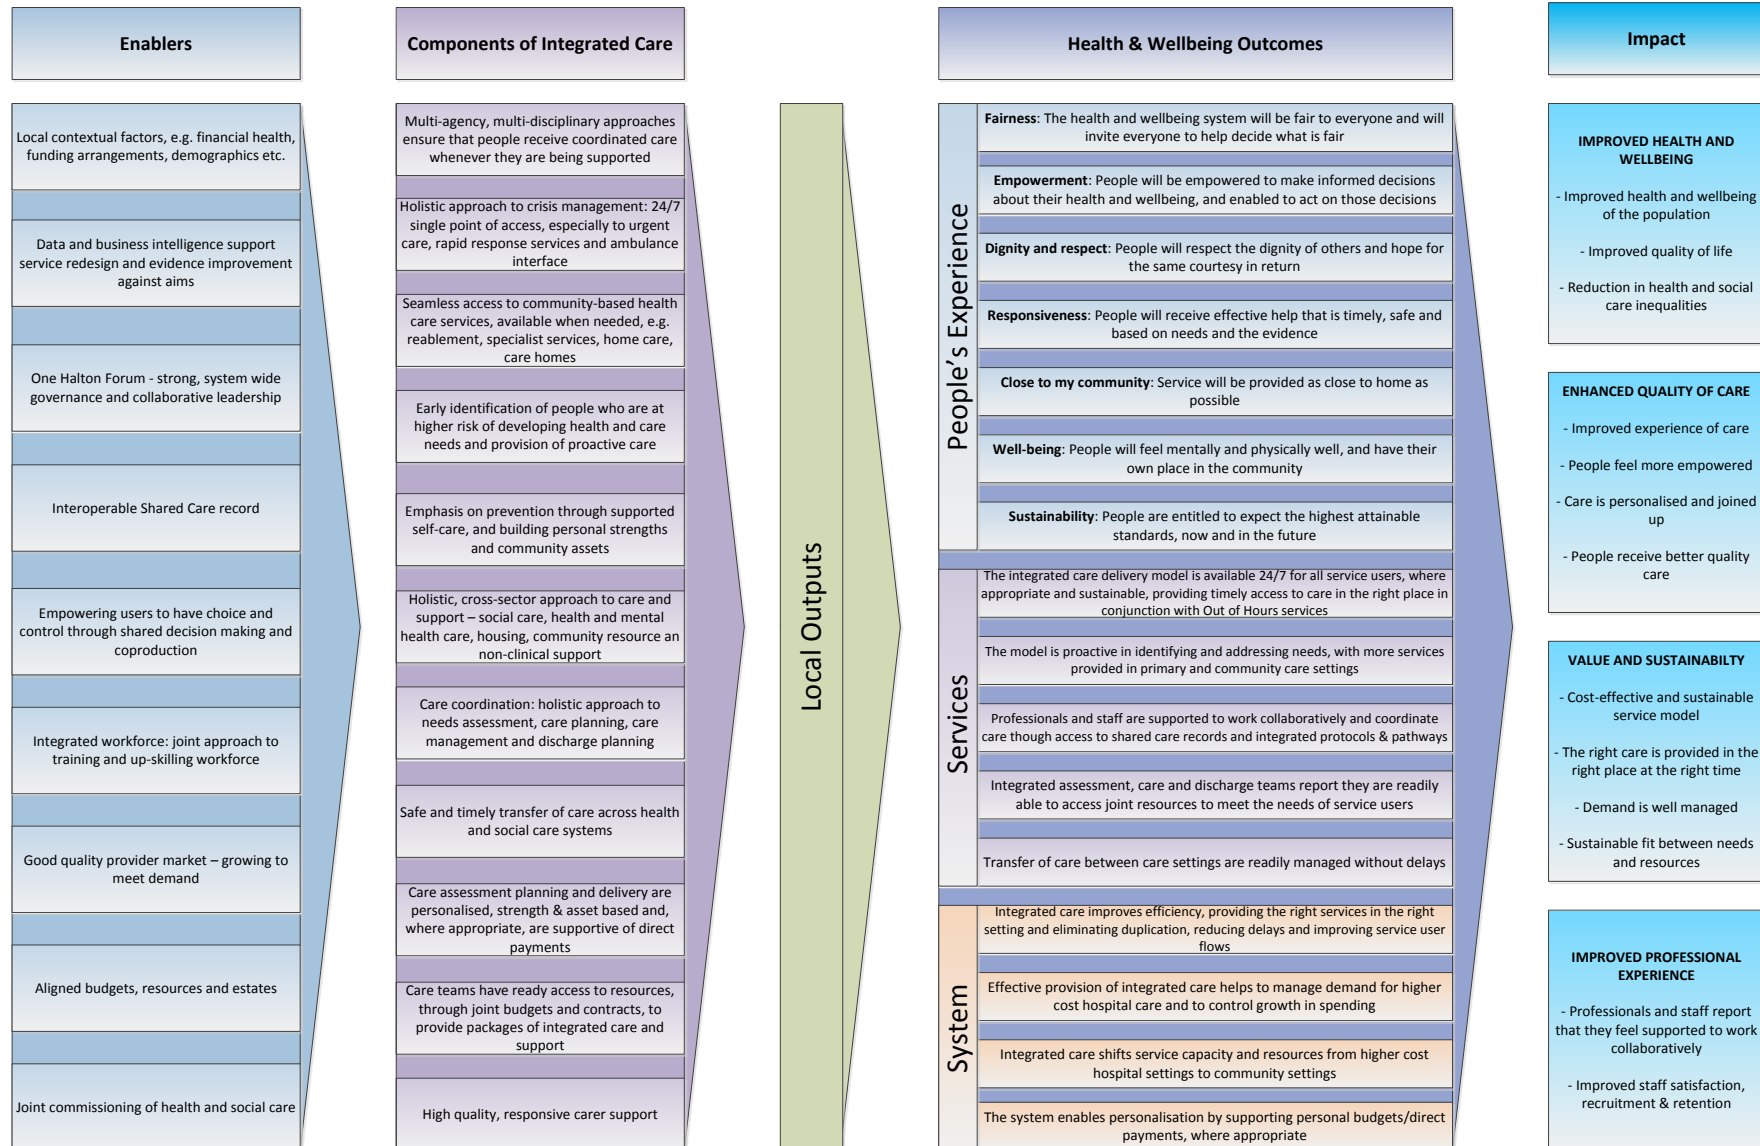 Enablers
Local contextual factors, e.g. financial health,
funding arrangements, demographics etc.
Data and business intelligence support
service redesign and evidence improvement
against aims
One Halton Forum - strong, system wide
governance and collaborative leadership
Interoperable Shared Care record
Empowering users to have choice and
control through shared decision making and
coproduction
Integrated workforce: joint approach to
training and up-skilling workforce
Good quality provider market – growing to
meet demand
Aligned budgets, resources and estates
Joint commissioning of health and social care
Components of Integrated Care
Multi-agency, multi-disciplinary approaches
ensure that people receive coordinated care
whenever they are being supported
Holistic approach to crisis management: 24/7
single point of access, especially to urgent
care, rapid response services and ambulance
interface
Seamless access to community-based health
care services, available when needed, e.g.
reablement, specialist services, home care,
care homes
Early identification of people who are at
higher risk of developing health and care
needs and provision of proactive care
Emphasis on prevention through supported
self-care, and building personal strengths
and community assets
Holistic, cross-sector approach to care and
support – social care, health and mental
health care, housing, community resource an
non-clinical support
Care coordination: holistic approach to
needs assessment, care planning, care
management and discharge planning
Safe and timely transfer of care across health
and social care systems
Care assessment planning and delivery are
personalised, strength & asset based and,
where appropriate, are supportive of direct
payments
Care teams have ready access to resources,
through joint budgets and contracts, to
provide packages of integrated care and
support
High quality, responsive carer support
Local Outputs
Health & Wellbeing Outcomes
People's Experience
Fairness: The health and wellbeing system will be fair to everyone and will
invite everyone to help decide what is fair
Empowerment: People will be empowered to make informed decisions
about their health and wellbeing, and enabled to act on those decisions
Dignity and respect: People will respect the dignity of others and hope for
the same courtesy in return
Responsiveness: People will receive effective help that is timely, safe and
based on needs and the evidence
Close to my community: Service will be provided as close to home as
possible
Well-being: People will feel mentally and physically well, and have their
own place in the community
Sustainability: People are entitled to expect the highest attainable
standards, now and in the future
Services
The integrated care delivery model is available 24/7 for all service users, where
appropriate and sustainable, providing timely access to care in the right place in
conjunction with Out of Hours services
The model is proactive in identifying and addressing needs, with more services
provided in primary and community care settings
Professionals and staff are supported to work collaboratively and coordinate
care though access to shared care records and integrated protocols & pathways
Integrated assessment, care and discharge teams report they are readily
able to access joint resources to meet the needs of service users
Transfer of care between care settings are readily managed without delays
System
Integrated care improves efficiency, providing the right services in the right
setting and eliminating duplication, reducing delays and improving service user
flows
Effective provision of integrated care helps to manage demand for higher
cost hospital care and to control growth in spending
Integrated care shifts service capacity and resources from higher cost
hospital settings to community settings
The system enables personalisation by supporting personal budgets/direct
payments, where appropriate
Impact
IMPROVED HEALTH AND
WELLBEING
- Improved health and wellbeing
of the population
- Improved quality of life
- Reduction in health and social
care inequalities
ENHANCED QUALITY OF CARE
- Improved experience of care
- People feel more empowered
- Care is personalised and joined
up
- People receive better quality
care
VALUE AND SUSTAINABILTY
- Cost-effective and sustainable
service model
- The right care is provided in the
right place at the right time
- Demand is well managed
- Sustainable fit between needs
and resources
IMPROVED PROFESSIONAL
EXPERIENCE
- Professionals and staff report
that they feel supported to work
collaboratively
- Improved staff satisfaction,
recruitment & retention